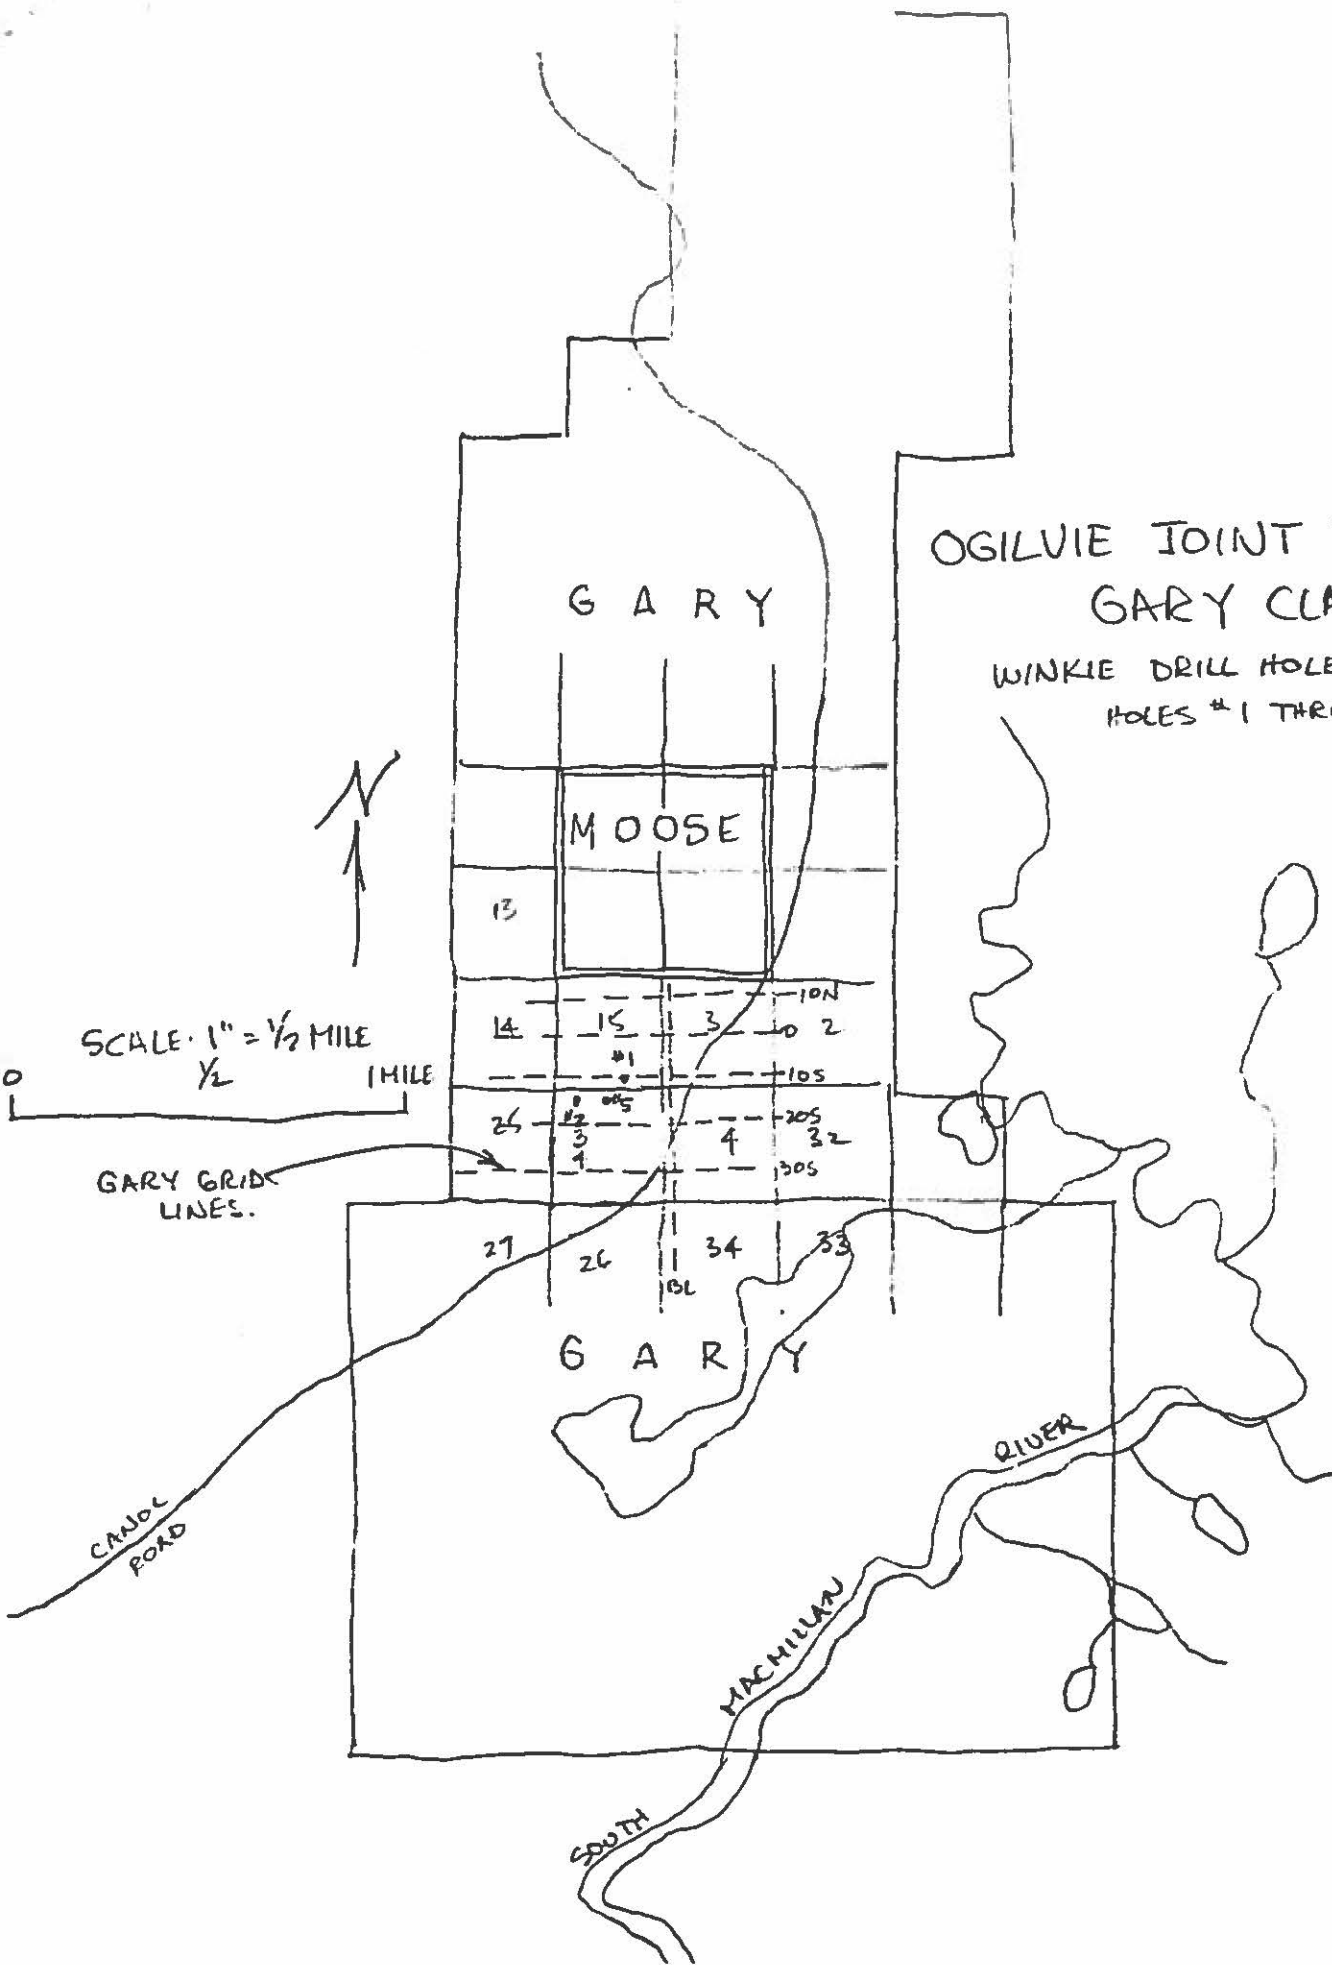 OGILVIE JOINT
GARY CLA
WINKIE DRILL HOLE
HOLES #1 THR
G A R Y
N
MOOSE
13
10N
14 15 3 0 2
SCALE. 1" = 1/2 MILE
0 1/2 1 MILE
#1
10S
#5
25 #2 20S
3 4 32
4 30S
GARY GRID
LINES.
27 26 34 33
BL
G A R Y
RIVER
CANOL
ROAD
MACMILLAN
SOUTH